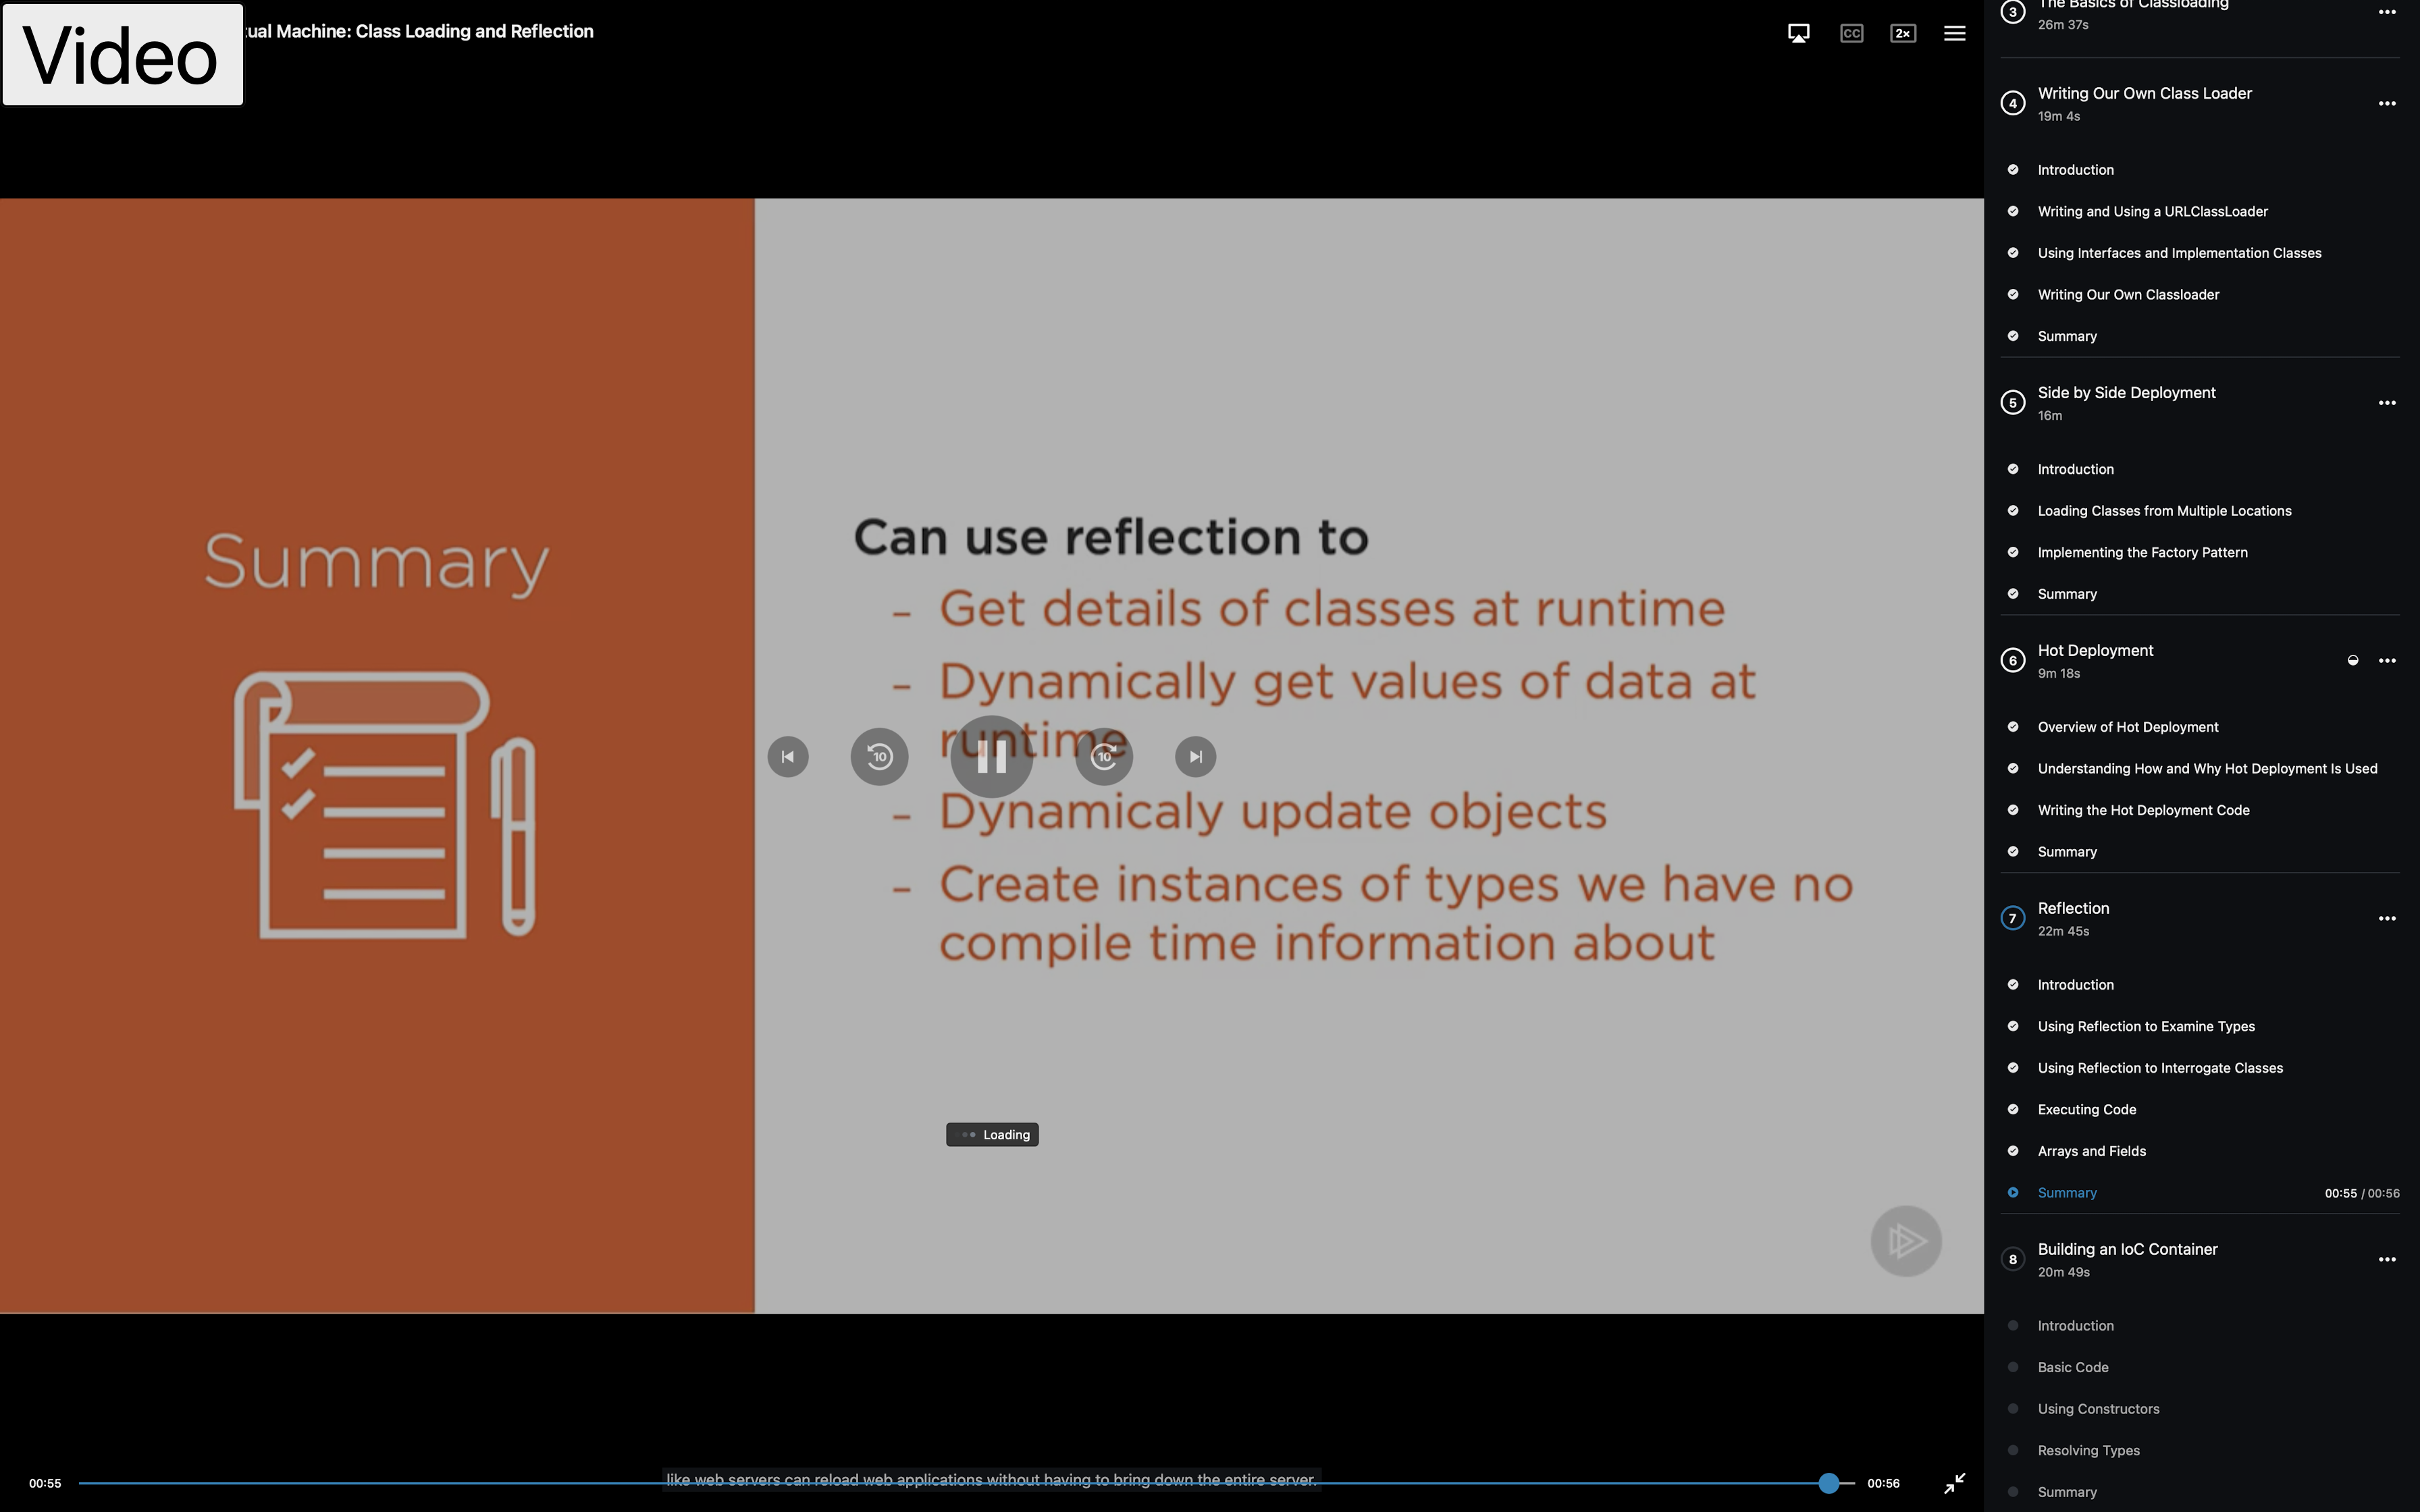 Video
tual Machine: Class Loading and Reflection
CC
2×
Summary
Can use reflection to
- Get details of classes at runtime
- Dynamically get values of data at
runtime
- Dynamicaly update objects
- Create instances of types we have no
compile time information about
10
10
Loading
like web servers can reload web applications without having to bring down the entire server.
00:55
00:56
3
The Basics of Classloading
26m 37s
4
Writing Our Own Class Loader
19m 4s
Introduction
Writing and Using a URLClassLoader
Using Interfaces and Implementation Classes
Writing Our Own Classloader
Summary
5
Side by Side Deployment
16m
Introduction
Loading Classes from Multiple Locations
Implementing the Factory Pattern
Summary
6
Hot Deployment
9m 18s
Overview of Hot Deployment
Understanding How and Why Hot Deployment Is Used
Writing the Hot Deployment Code
Summary
7
Reflection
22m 45s
Introduction
Using Reflection to Examine Types
Using Reflection to Interrogate Classes
Executing Code
Arrays and Fields
Summary 00:55 / 00:56
8
Building an IoC Container
20m 49s
Introduction
Basic Code
Using Constructors
Resolving Types
Summary